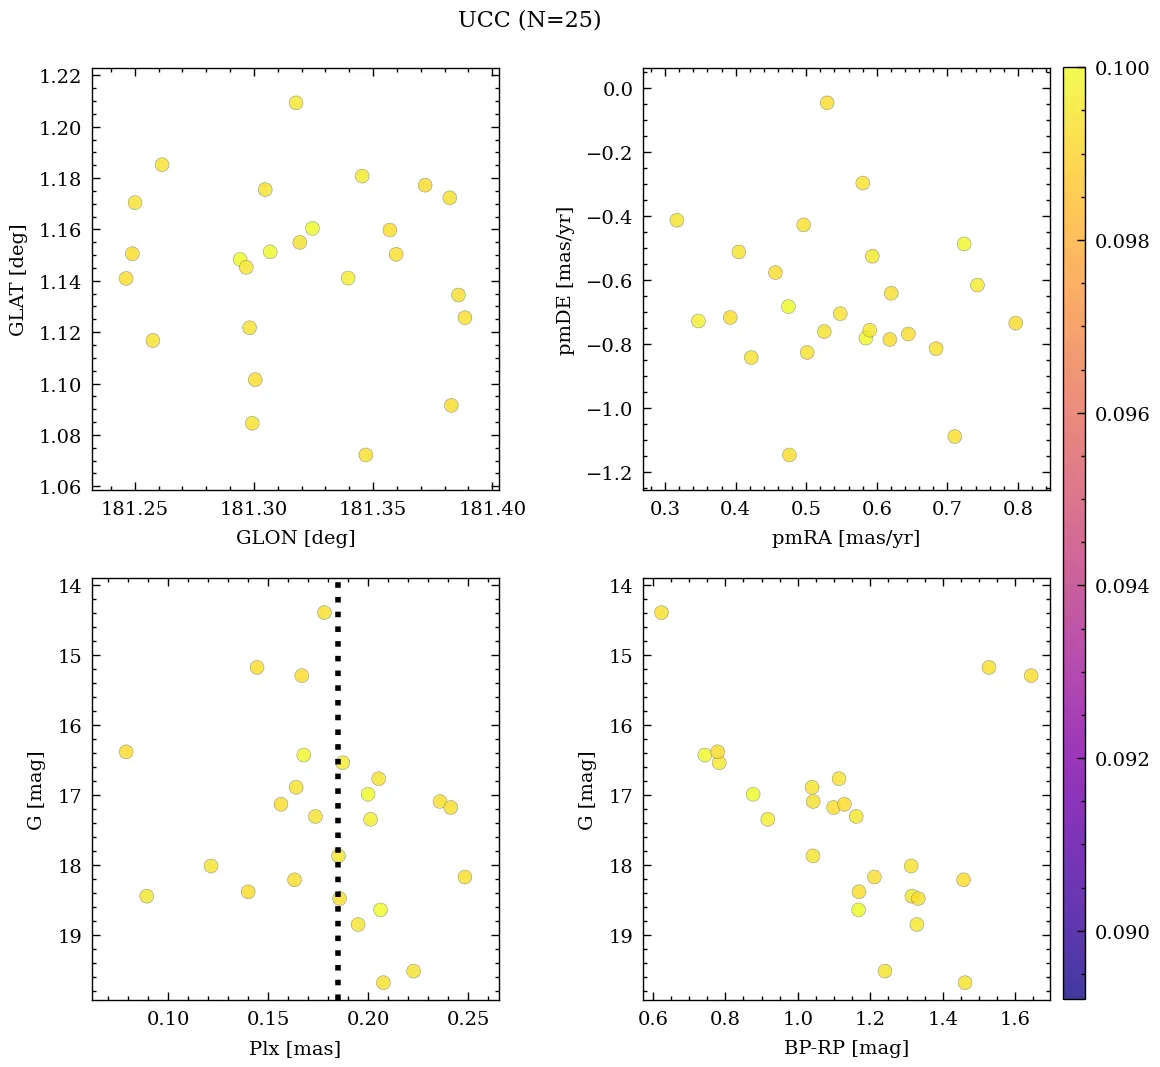 UCC (N=25)
1.22
1.20
1.18
1.16
1.14
1.12
1.10
1.08
1.06
GLAT [deg]
181.25 181.30 181.35 181.40
GLON [deg]
0.0
−0.2
−0.4
−0.6
−0.8
−1.0
−1.2
pmDE [mas/yr]
0.3 0.4 0.5 0.6 0.7 0.8
pmRA [mas/yr]
0.100
0.098
0.096
0.094
0.092
0.090
14
15
16
17
18
19
G [mag]
0.10 0.15 0.20 0.25
Plx [mas]
14
15
16
17
18
19
G [mag]
0.6 0.8 1.0 1.2 1.4 1.6
BP-RP [mag]